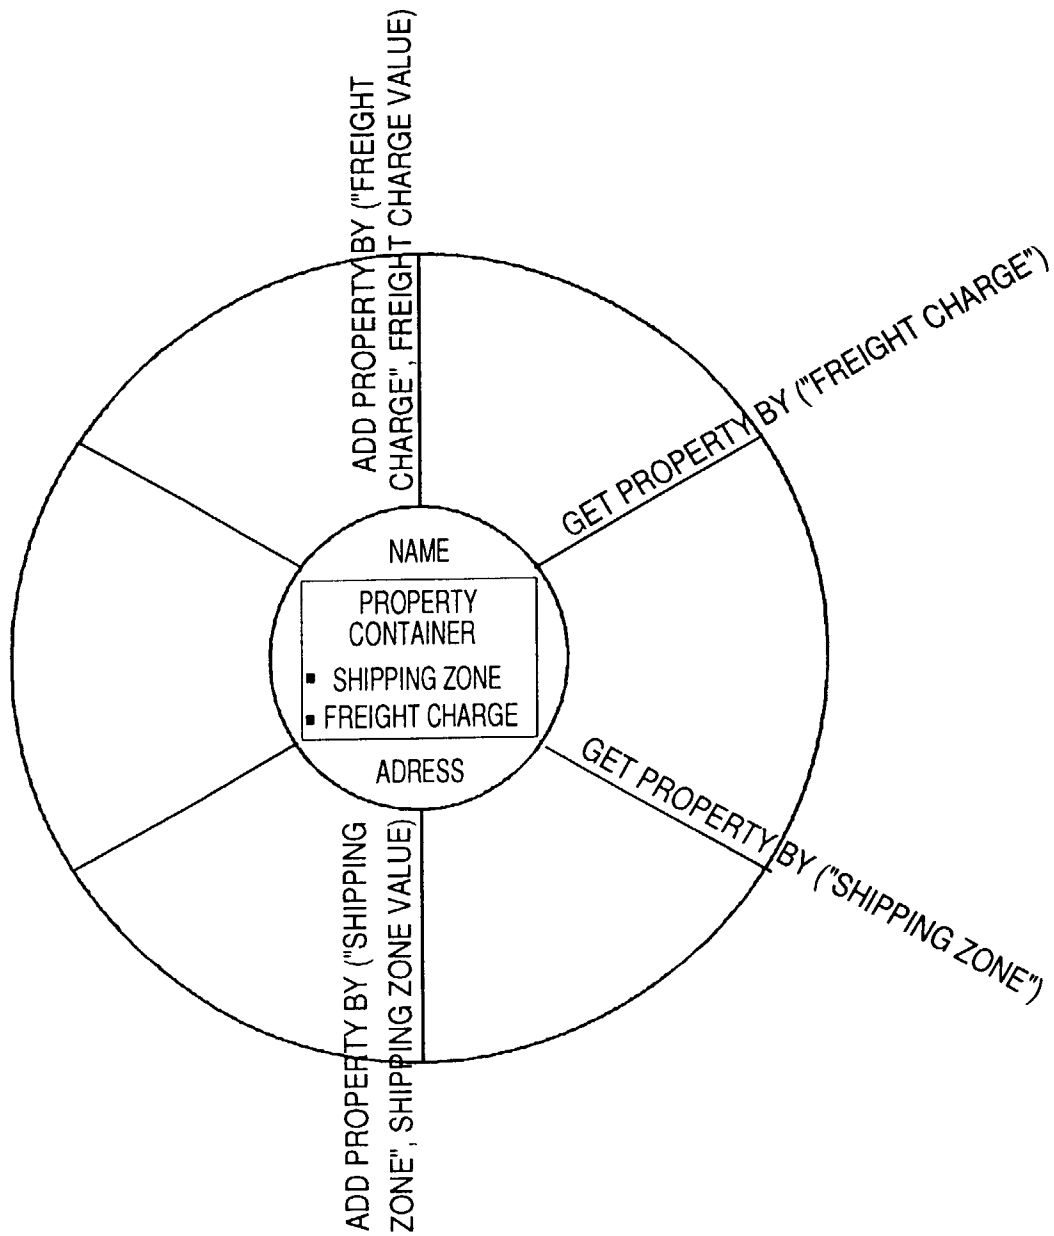 ADD PROPERTY BY ("FREIGHT
CHARGE", FREIGHT CHARGE VALUE)
GET PROPERTY BY ("FREIGHT CHARGE")
NAME
PROPERTY
CONTAINER
▪ SHIPPING ZONE
▪ FREIGHT CHARGE
ADRESS
GET PROPERTY BY ("SHIPPING ZONE")
ADD PROPERTY BY ("SHIPPING
ZONE", SHIPPING ZONE VALUE)